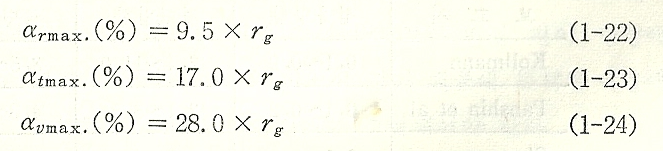 α_rmax.(%) = 9.5 × r_g (1-22)
α_tmax.(%) = 17.0 × r_g (1-23)
α_vmax.(%) = 28.0 × r_g (1-24)